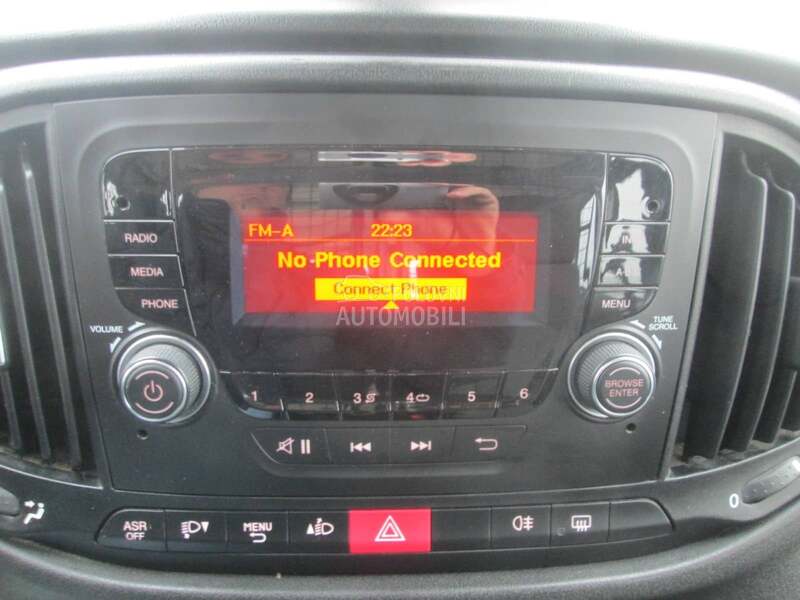 FM-A 22:23
No Phone Connected
Connect Phone
AUTOMOBILI
RADIO
MEDIA
PHONE
MENU
VOLUME
TUNE
SCROLL
BROWSE
ENTER
1 2 3 4 5 6
ASR
OFF
MENU
0